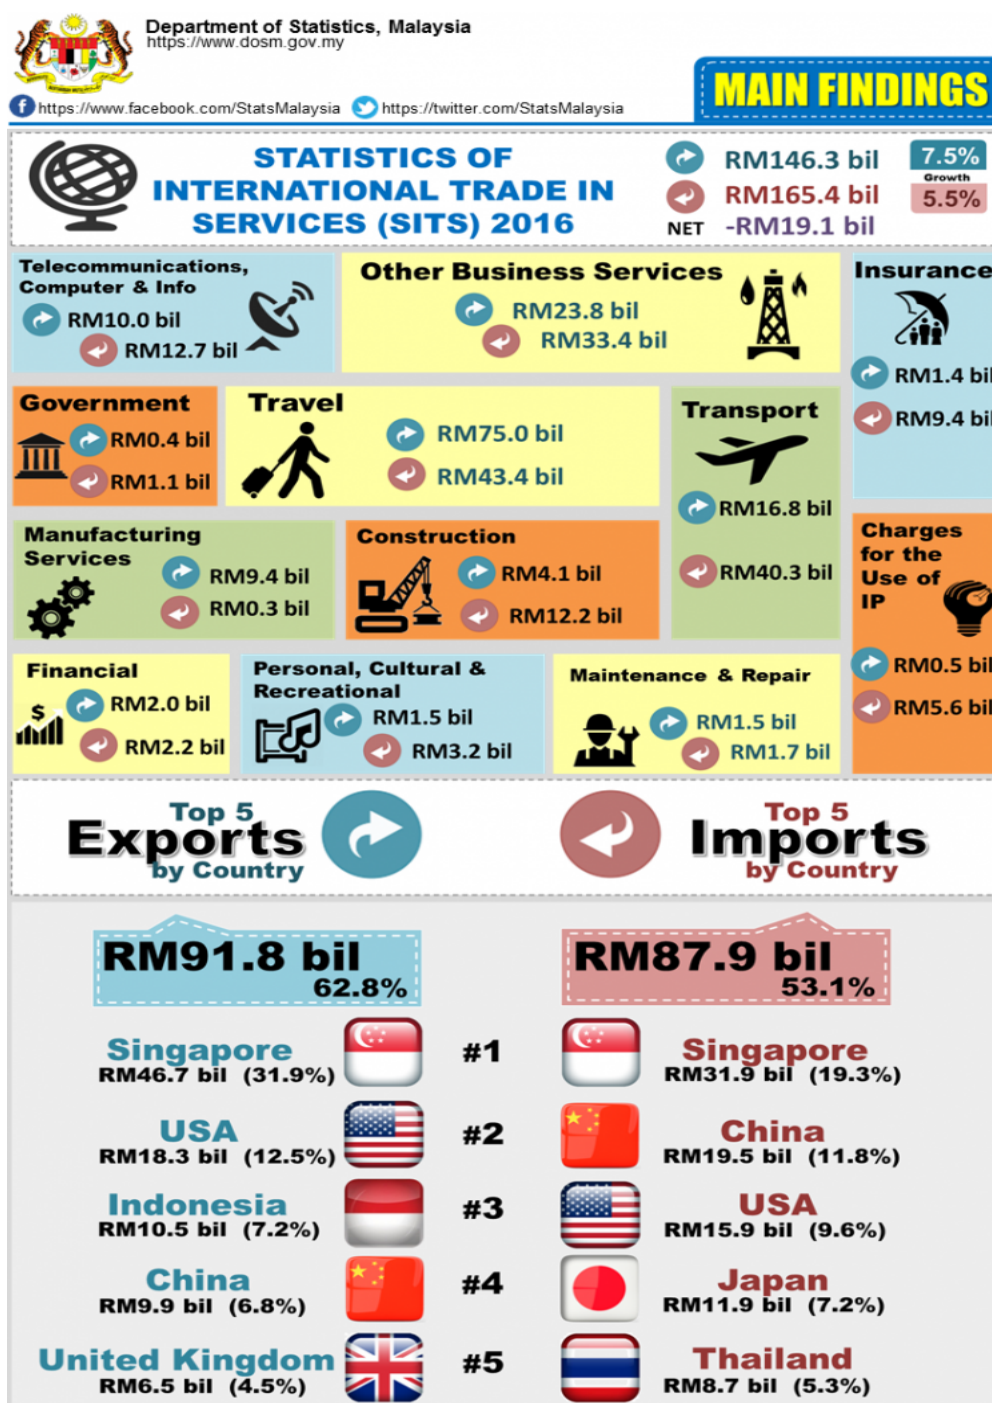 Department of Statistics, Malaysia
https://www.dosm.gov.my
https://www.facebook.com/StatsMalaysia https://twitter.com/StatsMalaysia
MAIN FINDINGS
STATISTICS OF
INTERNATIONAL TRADE IN
SERVICES (SITS) 2016
RM146.3 bil 7.5%
Growth
RM165.4 bil 5.5%
NET -RM19.1 bil
Telecommunications,
Computer & Info
RM10.0 bil
RM12.7 bil
Other Business Services
RM23.8 bil
RM33.4 bil
Insurance
RM1.4 bil
RM9.4 bil
Government
RM0.4 bil
RM1.1 bil
Travel
RM75.0 bil
RM43.4 bil
Transport
RM16.8 bil
RM40.3 bil
Manufacturing
Services
RM9.4 bil
RM0.3 bil
Construction
RM4.1 bil
RM12.2 bil
Charges
for the
Use of
IP
RM0.5 bil
RM5.6 bil
Financial
$
RM2.0 bil
RM2.2 bil
Personal, Cultural &
Recreational
RM1.5 bil
RM3.2 bil
Maintenance & Repair
RM1.5 bil
RM1.7 bil
Top 5
Exports
by Country
Top 5
Imports
by Country
RM91.8 bil
62.8%
RM87.9 bil
53.1%
Singapore #1 Singapore
RM46.7 bil (31.9%) RM31.9 bil (19.3%)
USA #2 China
RM18.3 bil (12.5%) RM19.5 bil (11.8%)
Indonesia #3 USA
RM10.5 bil (7.2%) RM15.9 bil (9.6%)
China #4 Japan
RM9.9 bil (6.8%) RM11.9 bil (7.2%)
United Kingdom #5 Thailand
RM6.5 bil (4.5%) RM8.7 bil (5.3%)